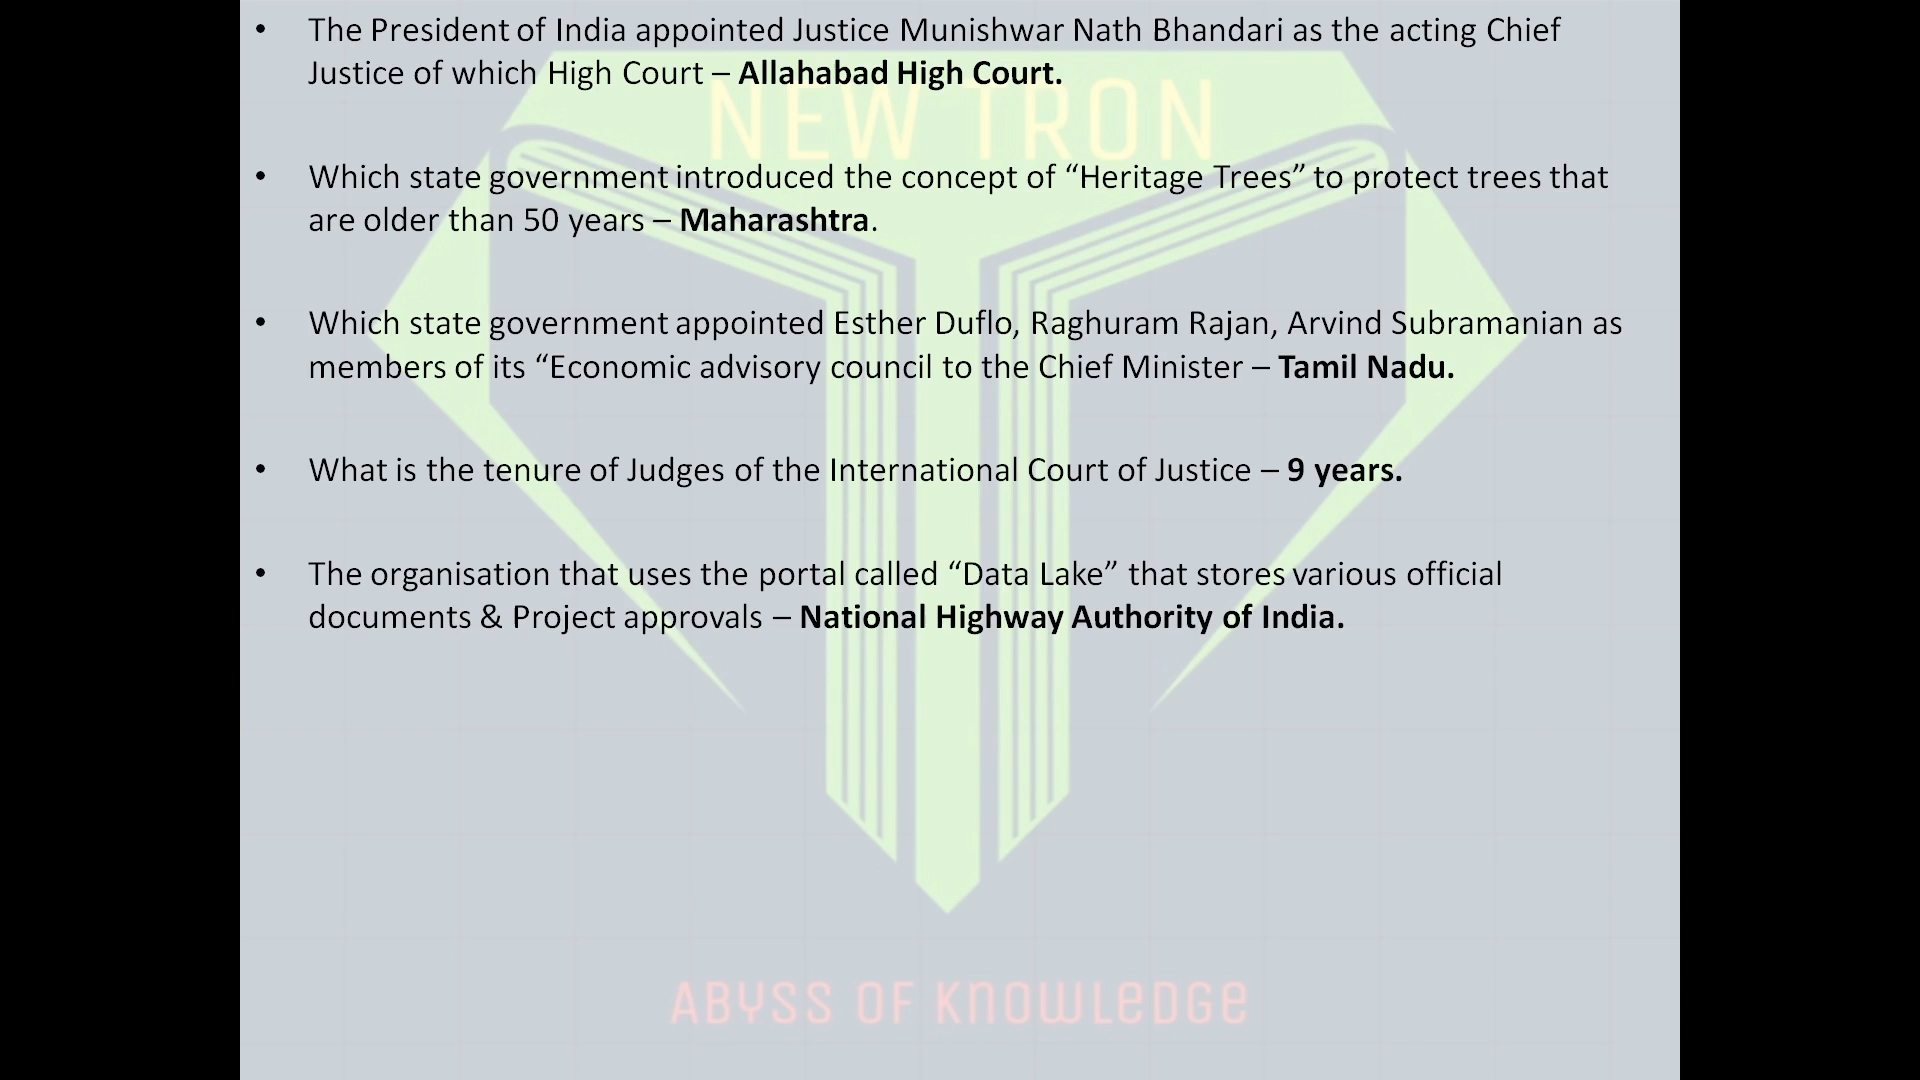 • The President of India appointed Justice Munishwar Nath Bhandari as the acting Chief
Justice of which High Court – Allahabad High Court.
NEW TRON
• Which state government introduced the concept of “Heritage Trees” to protect trees that
are older than 50 years – Maharashtra.
• Which state government appointed Esther Duflo, Raghuram Rajan, Arvind Subramanian as
members of its “Economic advisory council to the Chief Minister – Tamil Nadu.
• What is the tenure of Judges of the International Court of Justice – 9 years.
• The organisation that uses the portal called “Data Lake” that stores various official
documents & Project approvals – National Highway Authority of India.
ABYSS OF KNOWLEDGE